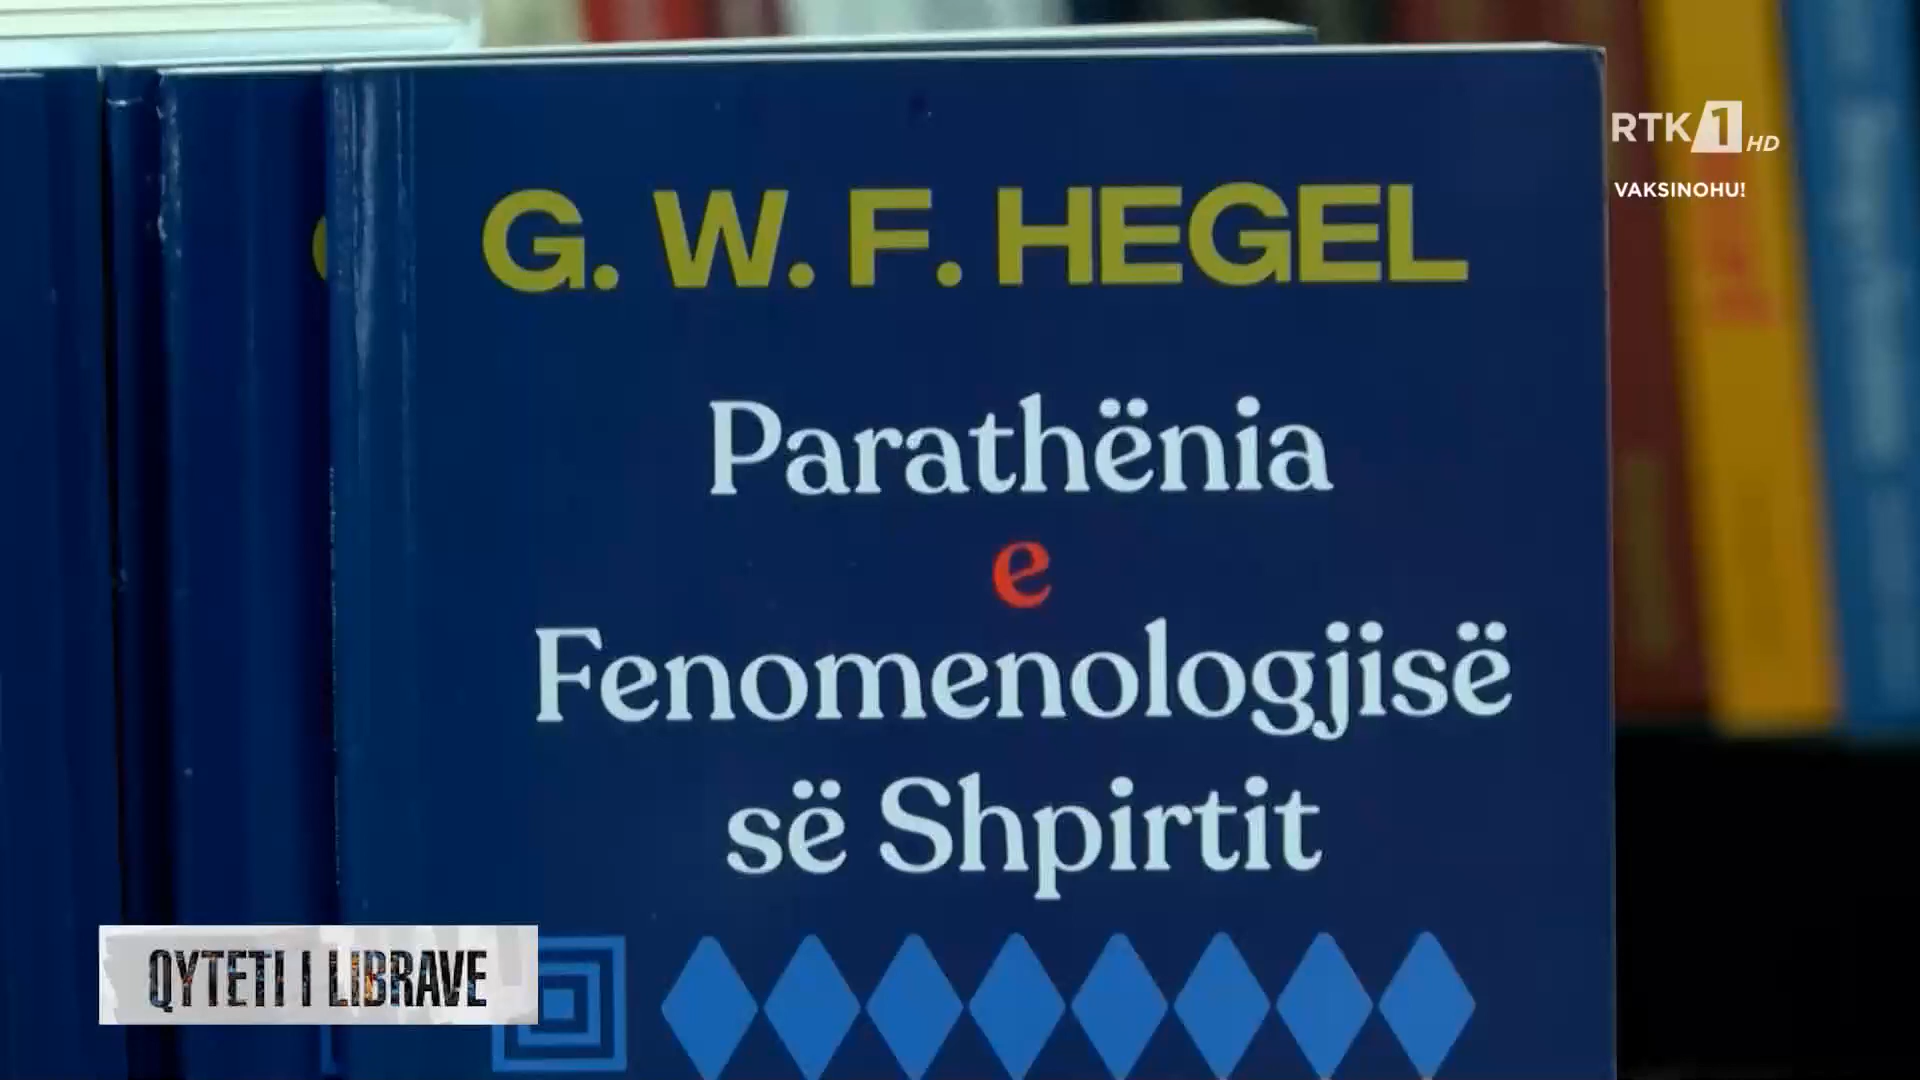 RTK 1 HD
VAKSINOHU!
G. W. F. HEGEL
Parathënia
e
Fenomenologjisë
së Shpirtit
QYTETI I LIBRAVE